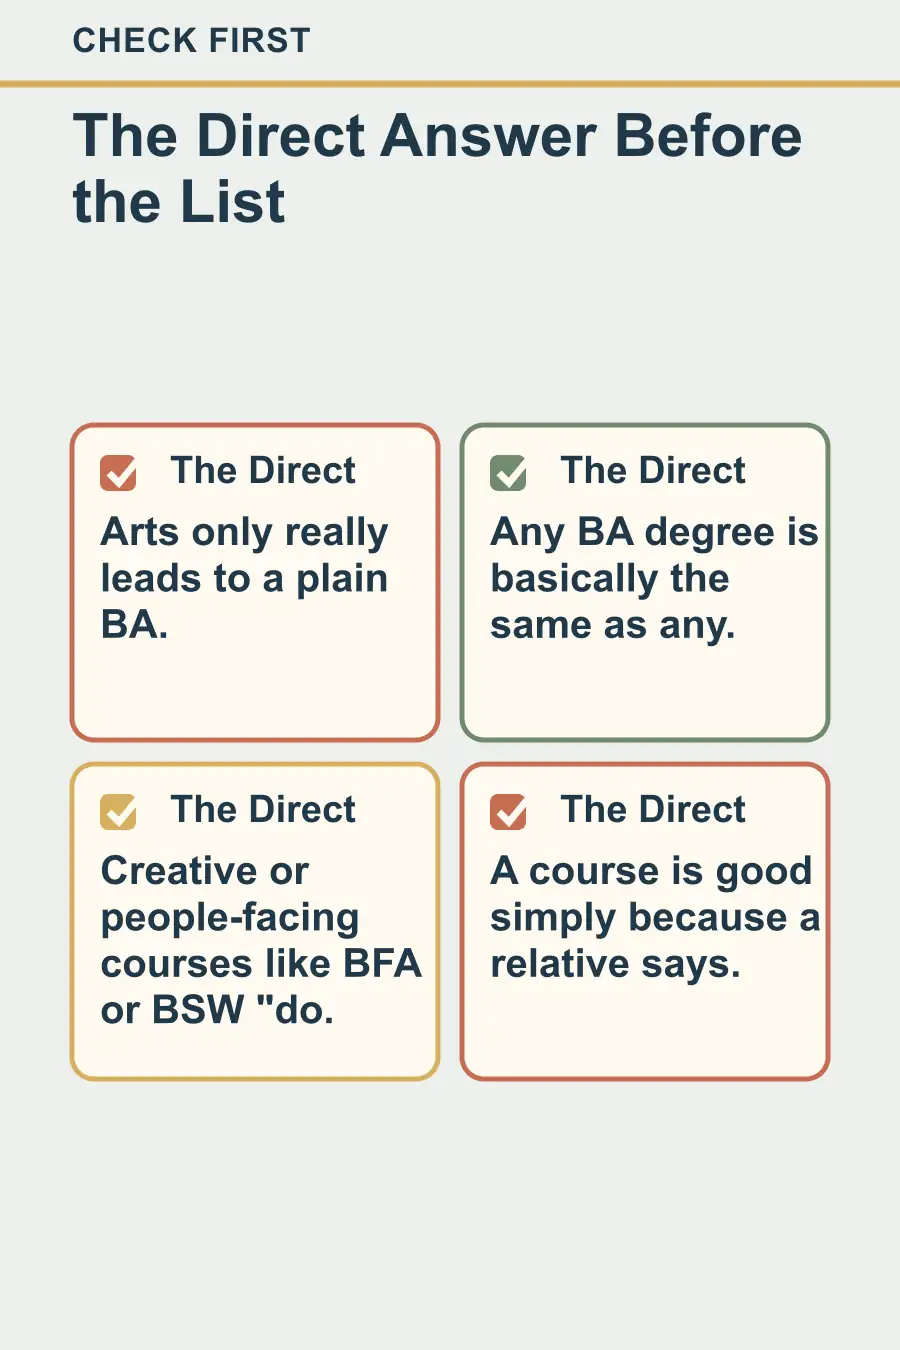 CHECK FIRST
The Direct Answer Before
the List
The Direct
Arts only really
leads to a plain
BA.
The Direct
Any BA degree is
basically the
same as any.
The Direct
Creative or
people-facing
courses like BFA
or BSW "do.
The Direct
A course is good
simply because a
relative says.